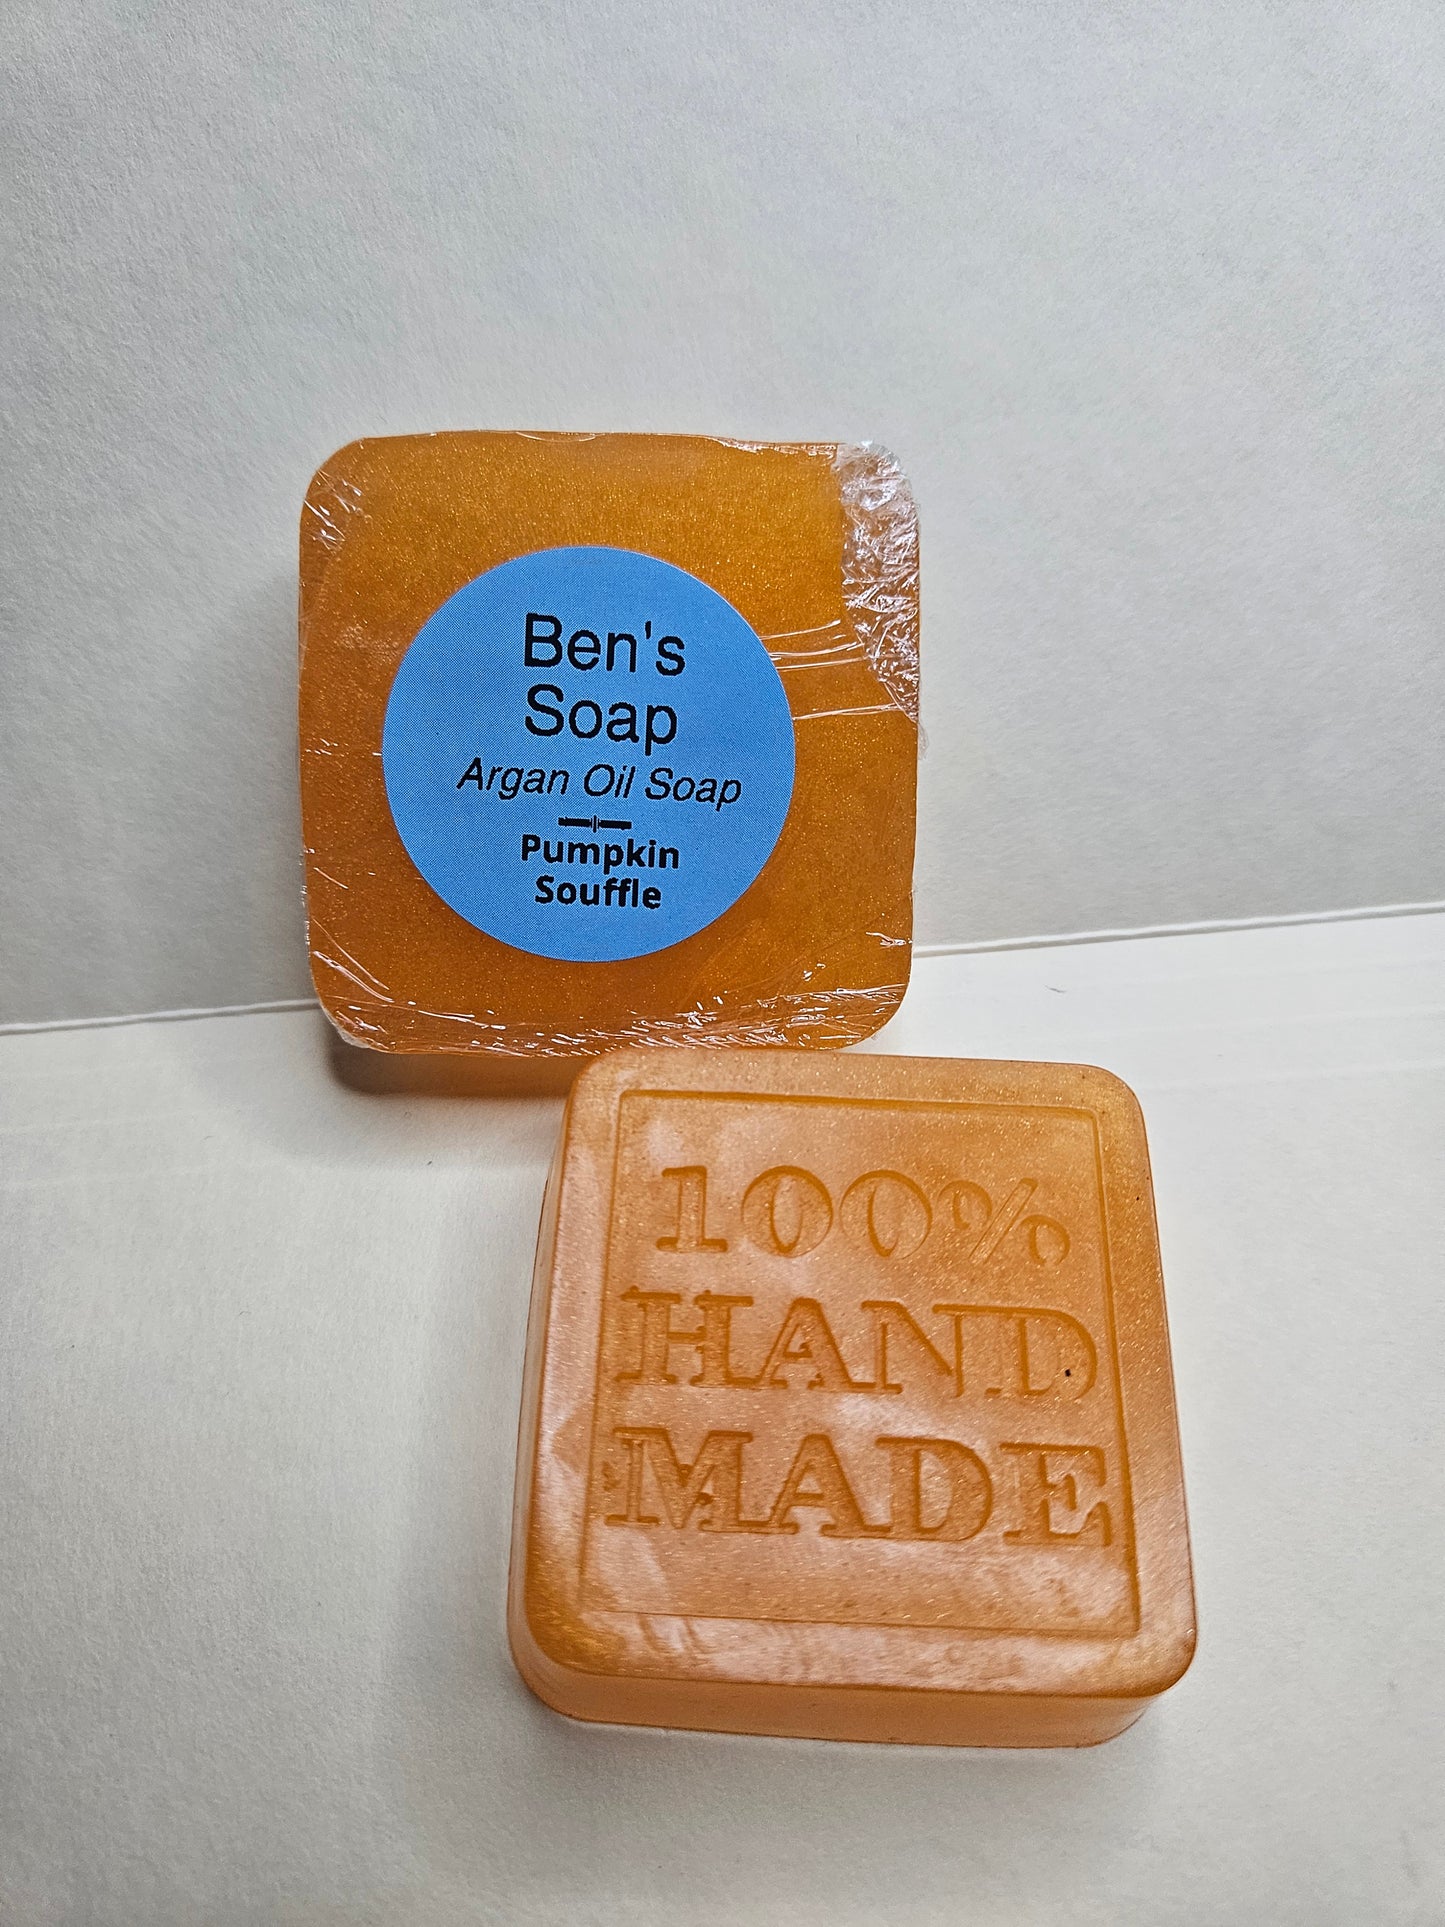 Ben's
Soap
Argan Oil Soap
Pumpkin
Souffle
100%
HAND
MADE